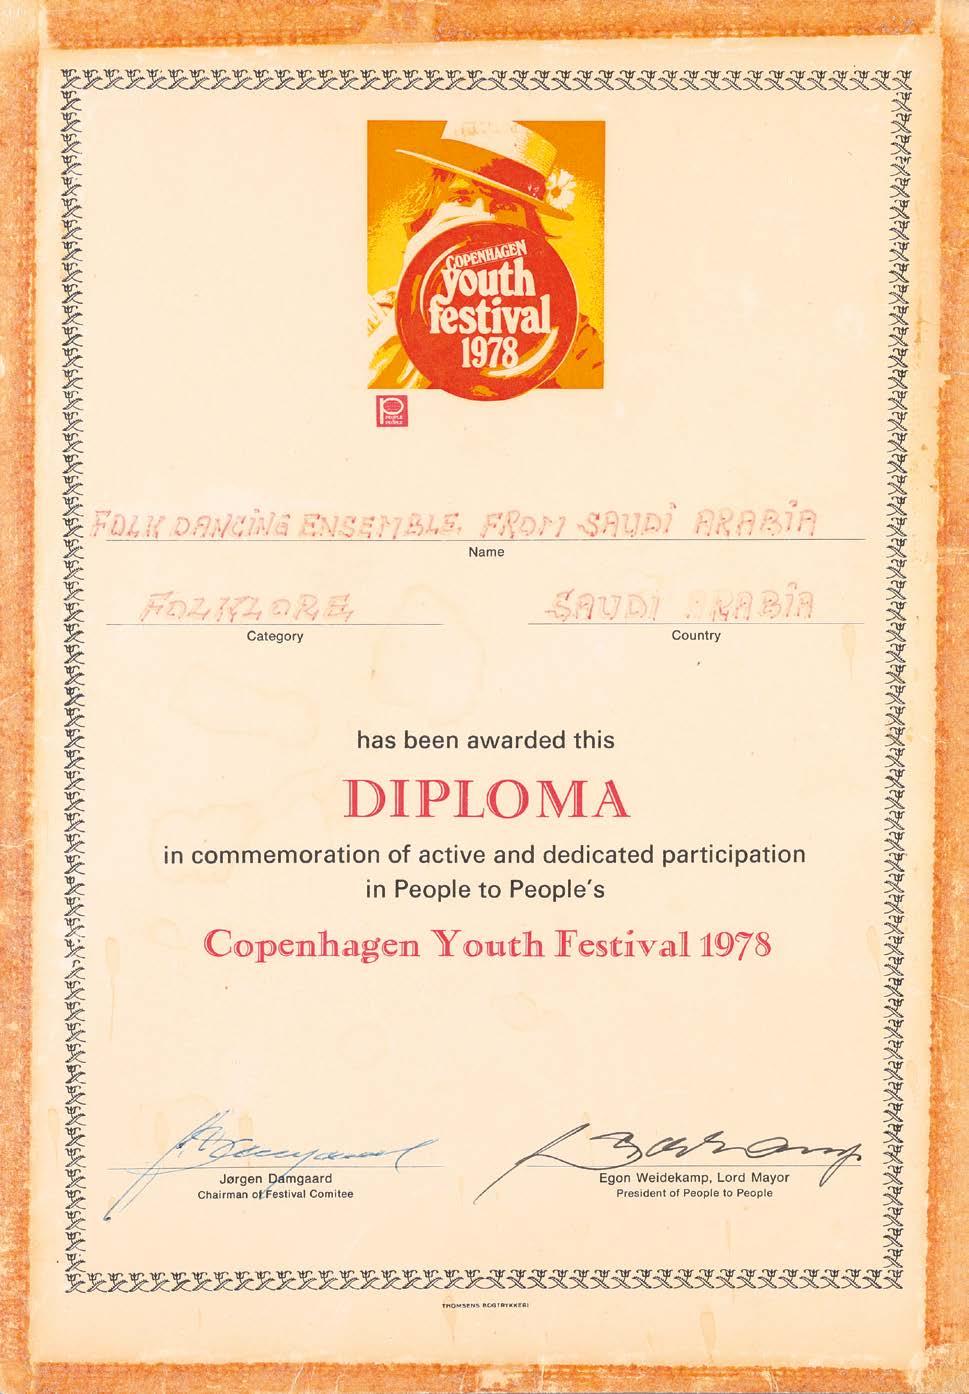 COPENHAGEN
youth
festival
1978
PEOPLE
TO
PEOPLE
FOLK DANCING ENSEMBLE FROM SAUDI ARABIA
Name
FOLKLORE
SAUDI ARABIA
Category
Country
has been awarded this
DIPLOMA
in commemoration of active and dedicated participation
in People to People's
Copenhagen Youth Festival 1978
Jørgen Damgaard
Chairman of Festival Comitee
Egon Weidekamp, Lord Mayor
President of People to People
THOMSENS BOGTRYKKERI